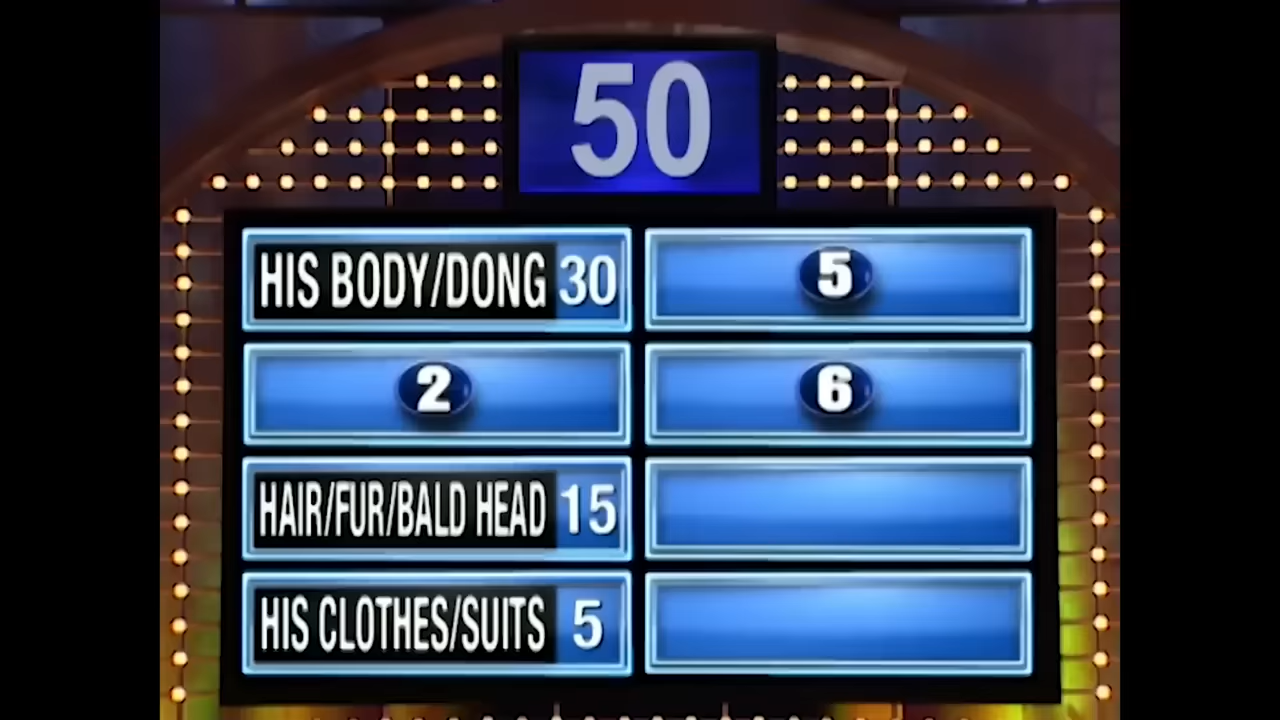 50
HIS BODY/DONG 30
5
2
6
HAIR/FUR/BALD HEAD 15
HIS CLOTHES/SUITS 5